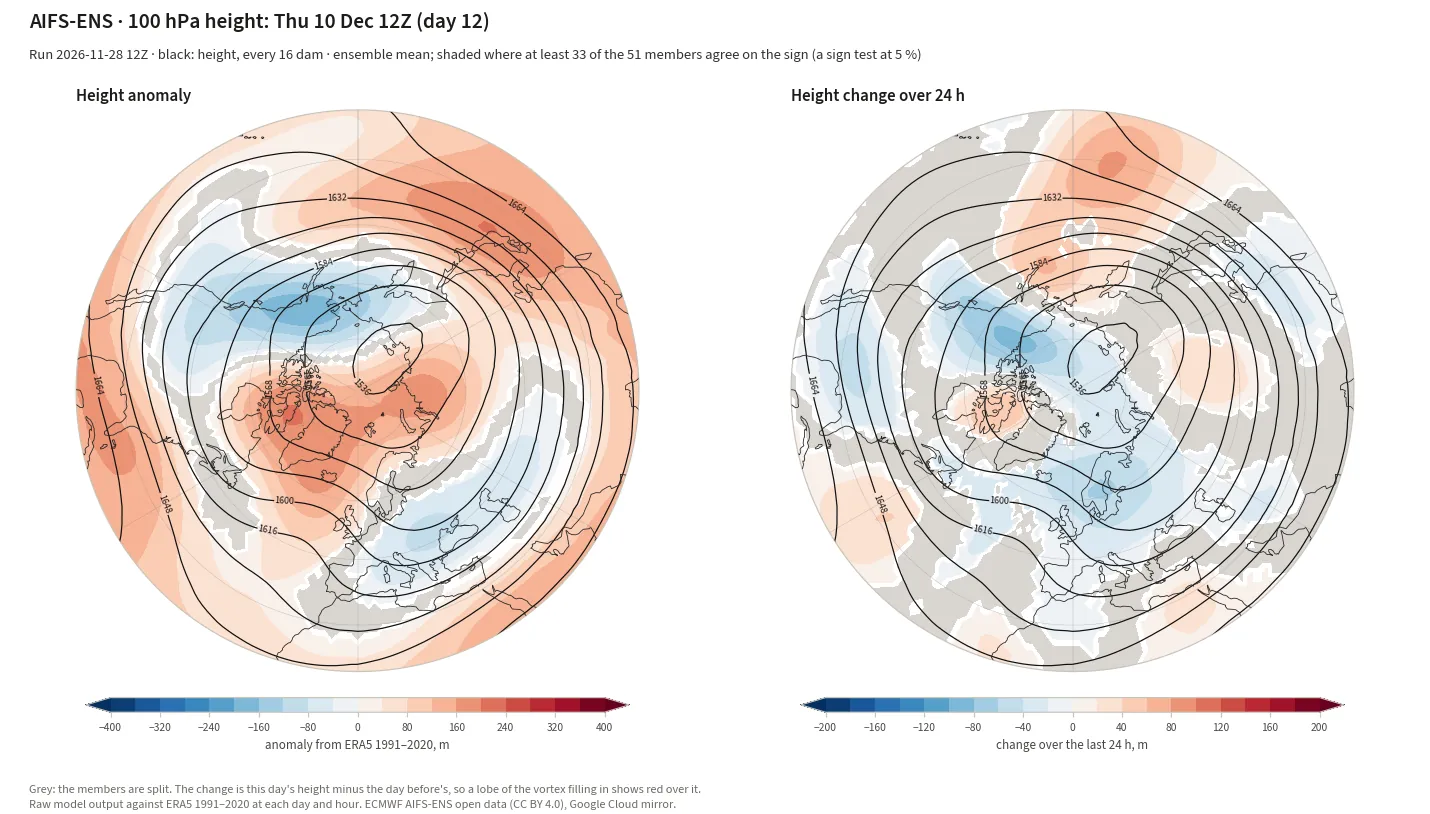 AIFS-ENS · 100 hPa height: Thu 10 Dec 12Z (day 12)
Run 2026-11-28 12Z · black: height, every 16 dam · ensemble mean; shaded where at least 33 of the 51 members agree on the sign (a sign test at 5 %)
Height anomaly
Height change over 24 h
1632
1664
1584
1536
1568
1664
1648
1600
1616
1632
1664
1584
1536
1568
1664
1648
1600
1616
−400 −320 −240 −160 −80 0 80 160 240 320 400
anomaly from ERA5 1991–2020, m
−200 −160 −120 −80 −40 0 40 80 120 160 200
change over the last 24 h, m
Grey: the members are split. The change is this day's height minus the day before's, so a lobe of the vortex filling in shows red over it.
Raw model output against ERA5 1991–2020 at each day and hour. ECMWF AIFS-ENS open data (CC BY 4.0), Google Cloud mirror.